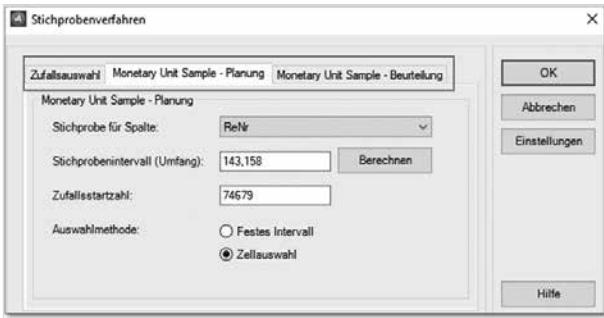 Stichprobenverfahren
Zufallsauswahl Monetary Unit Sample - Planung Monetary Unit Sample - Beurteilung
Monetary Unit Sample - Planung
Stichprobe für Spalte: ReNr
Stichprobenintervall (Umfang): 143,158 Berechnen
Zufallsstartzahl: 74679
Auswahlmethode: Festes Intervall
Zellauswahl
OK
Abbrechen
Einstellungen
Hilfe